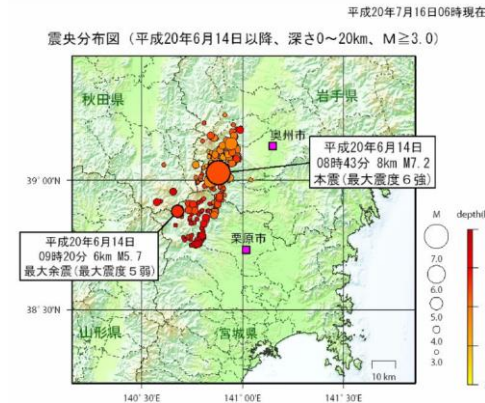 平成20年7月16日06時現在
震央分布図（平成20年6月14日以降、深さ0～20km、M≧3.0）
秋田県
岩手県
奥州市
平成20年6月14日
08時43分 8km M7.2
本震(最大震度６強)
39° 00'N
平成20年6月14日
09時20分 6km M5.7
最大余震(最大震度５弱)
栗原市
38° 30'N
山形県
宮城県
10 km
140° 30'E
141° 00'E
141° 30'E
M
7.0
6.0
5.0
4.0
3.0
depth(